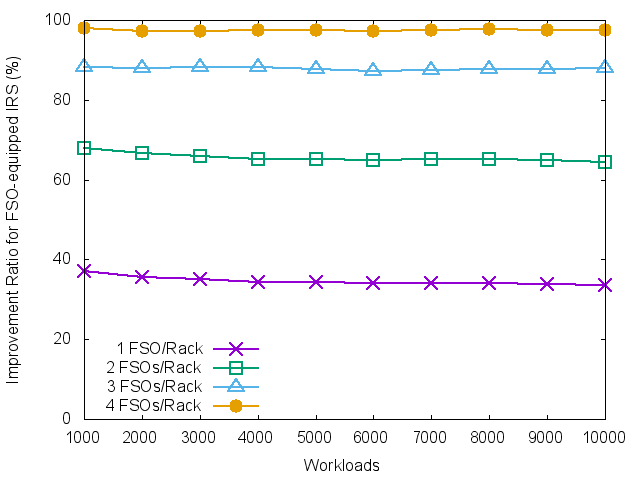 Improvement Ratio for FSO-equipped IRS (%)
100
80
60
40
20
0
1 FSO/Rack
2 FSOs/Rack
3 FSOs/Rack
4 FSOs/Rack
1000 2000 3000 4000 5000 6000 7000 8000 9000 10000
Workloads